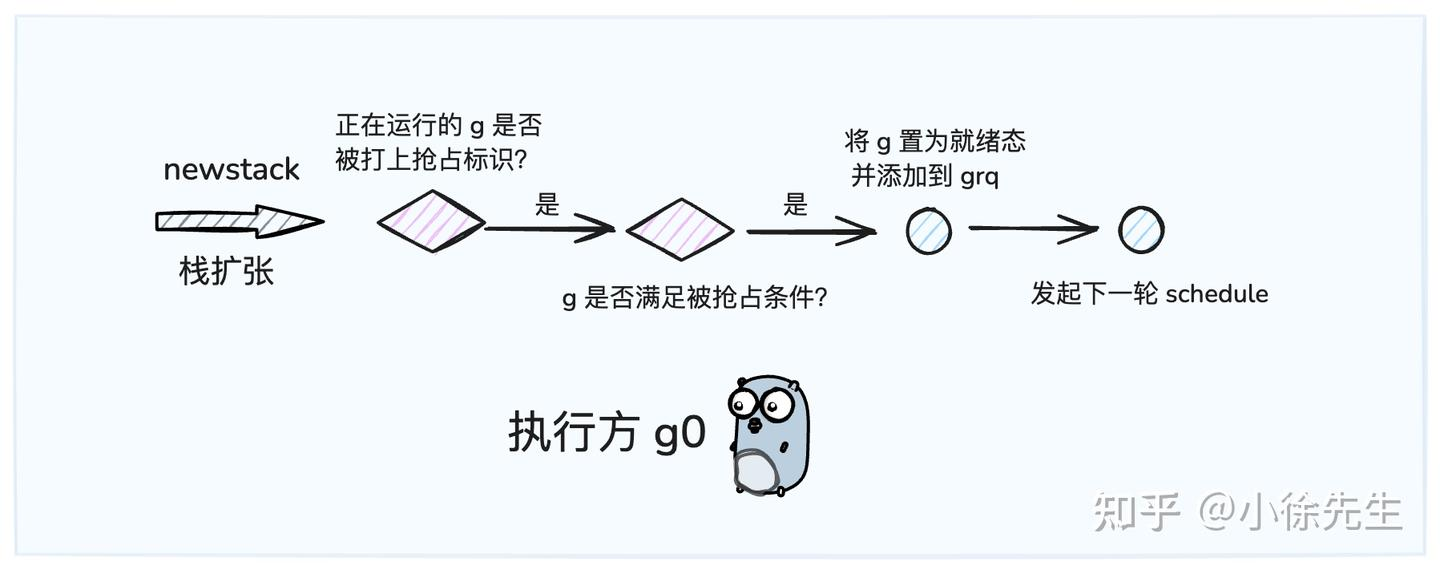 newstack
栈扩张
正在运行的 g 是否
被打上抢占标识?
是
g 是否满足被抢占条件?
是
将 g 置为就绪态
并添加到 grq
发起下一轮 schedule
执行方 g0
知乎 @小徐先生